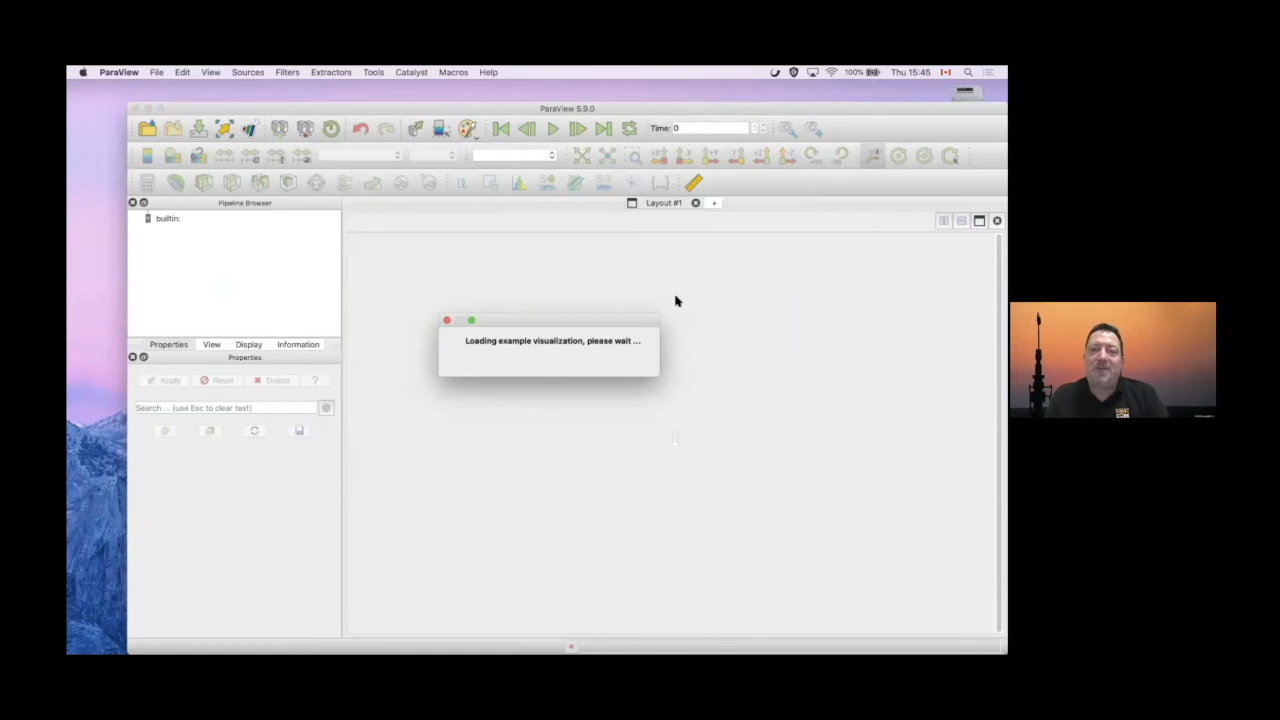 ParaView File Edit View Sources Filters Extractors Tools Catalyst Macros Help 100% Thu 15:45
ParaView 5.9.0
Time: 0
+X -X +Y -Y +Z -Z +90 -90
Pipeline Browser
Layout #1 +
builtin:
Loading example visualization, please wait ...
Properties View Display Information
Properties
Apply Reset Delete ?
Search ... (use Esc to clear text)